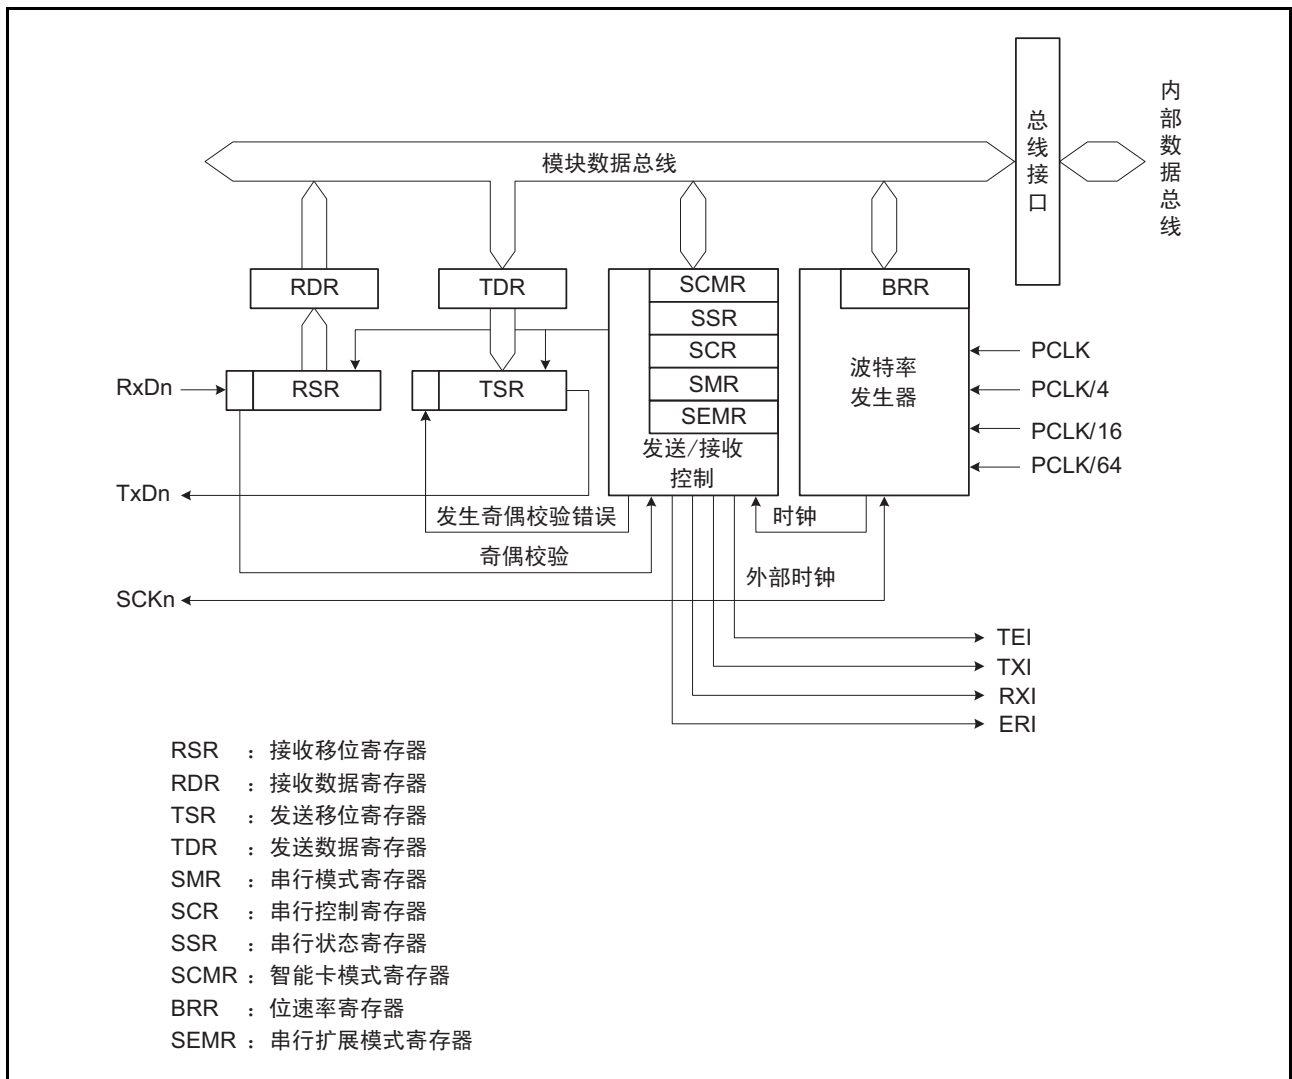 内部数据总线
总线接口
模块数据总线
RDR
TDR
SCMR
BRR
SSR
SCR
SMR
SEMR
发送/接收
控制
波特率
发生器
PCLK
PCLK/4
PCLK/16
PCLK/64
RxDn
RSR
TSR
TxDn
发生奇偶校验错误
时钟
奇偶校验
外部时钟
SCKn
TEI
TXI
RXI
ERI
RSR ：接收移位寄存器
RDR ：接收数据寄存器
TSR ：发送移位寄存器
TDR ：发送数据寄存器
SMR ：串行模式寄存器
SCR ：串行控制寄存器
SSR ：串行状态寄存器
SCMR ：智能卡模式寄存器
BRR ：位速率寄存器
SEMR ：串行扩展模式寄存器